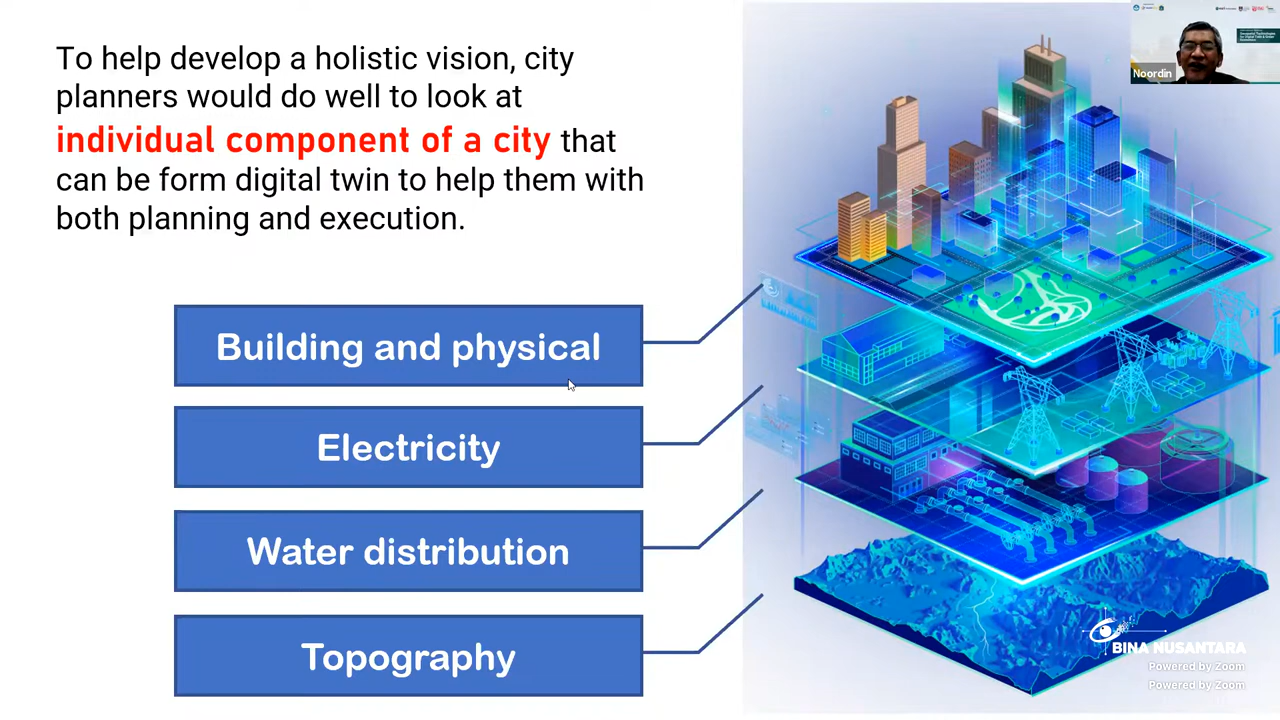 To help develop a holistic vision, city
planners would do well to look at
individual component of a city that
can be form digital twin to help them with
both planning and execution.
Building and physical
Electricity
Water distribution
Topography
Noordin
BINA NUSANTARA
Powered by Zoom
Powered by Zoom